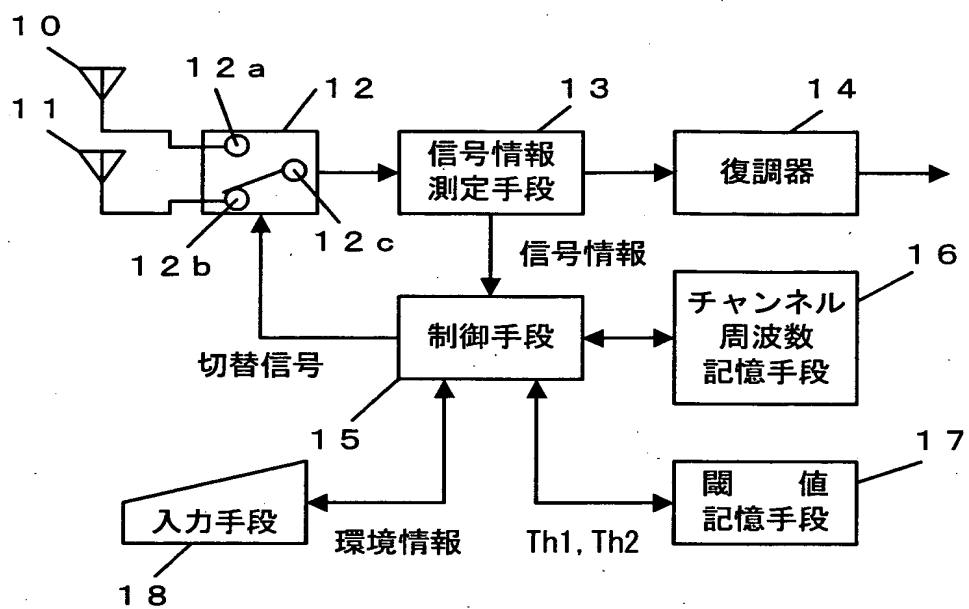 １０
１２ａ
１２
１３
１４
１１
信号情報
測定手段
復調器
１２ｂ
１２ｃ
信号情報
１６
チャンネル
周波数
記憶手段
制御手段
切替信号
１５
１７
閾　値
記憶手段
入力手段
環境情報
Th1, Th2
１８